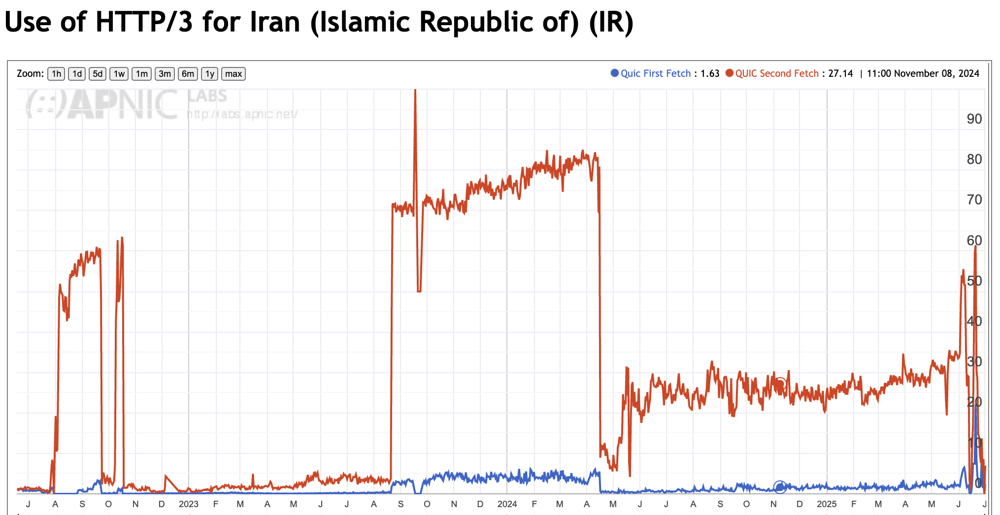 Use of HTTP/3 for Iran (Islamic Republic of) (IR)
Zoom: 1h 1d 5d 1w 1m 3m 6m 1y max
Quic First Fetch : 1.63 QUIC Second Fetch : 27.14 | 11:00 November 08, 2024
(::)APNIC LABS
http://labs.apnic.net/
90
80
70
60
50
40
30
20
10
0
J A S O N D 2023 F M A M J J A S O N D 2024 F M A M J J A S O N D 2025 F M A M J J